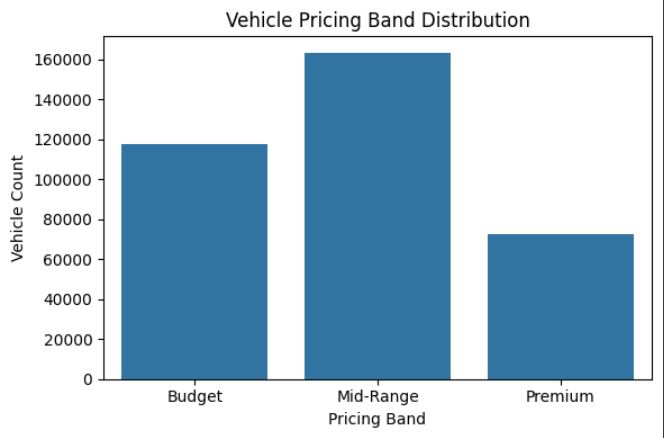 Vehicle Pricing Band Distribution
160000
140000
120000
100000
80000
60000
40000
20000
0
Vehicle Count
Budget Mid-Range Premium
Pricing Band